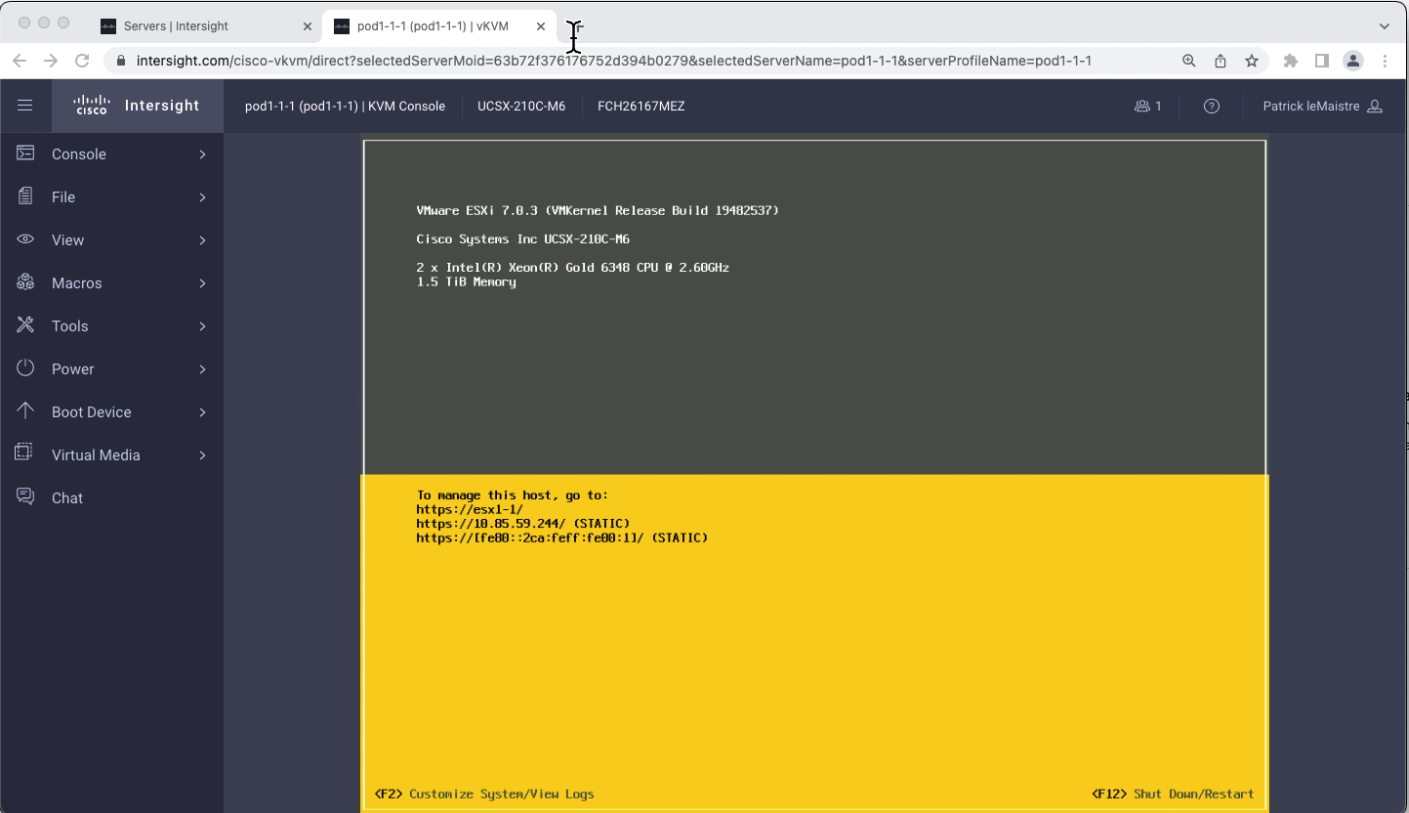 Servers | Intersight
pod1-1-1 (pod1-1-1) | vKVM
intersight.com/cisco-vkvm/direct?selectedServerMoid=63b72f376176752d394b0279&selectedServerName=pod1-1-1&serverProfileName=pod1-1-1
cisco Intersight
pod1-1-1 (pod1-1-1) | KVM Console
UCSX-210C-M6
FCH26167MEZ
1
Patrick leMaistre
Console
File
View
Macros
Tools
Power
Boot Device
Virtual Media
Chat
VMware ESXi 7.0.3 (VMKernel Release Build 19482537)
Cisco Systems Inc UCSX-210C-M6
2 x Intel(R) Xeon(R) Gold 6348 CPU @ 2.60GHz
1.5 TiB Memory
To manage this host, go to:
https://esx1-1/
https://10.85.59.244/ (STATIC)
https://[fe80::2ca:feff:fe00:1]/ (STATIC)
<F2> Customize System/View Logs
<F12> Shut Down/Restart